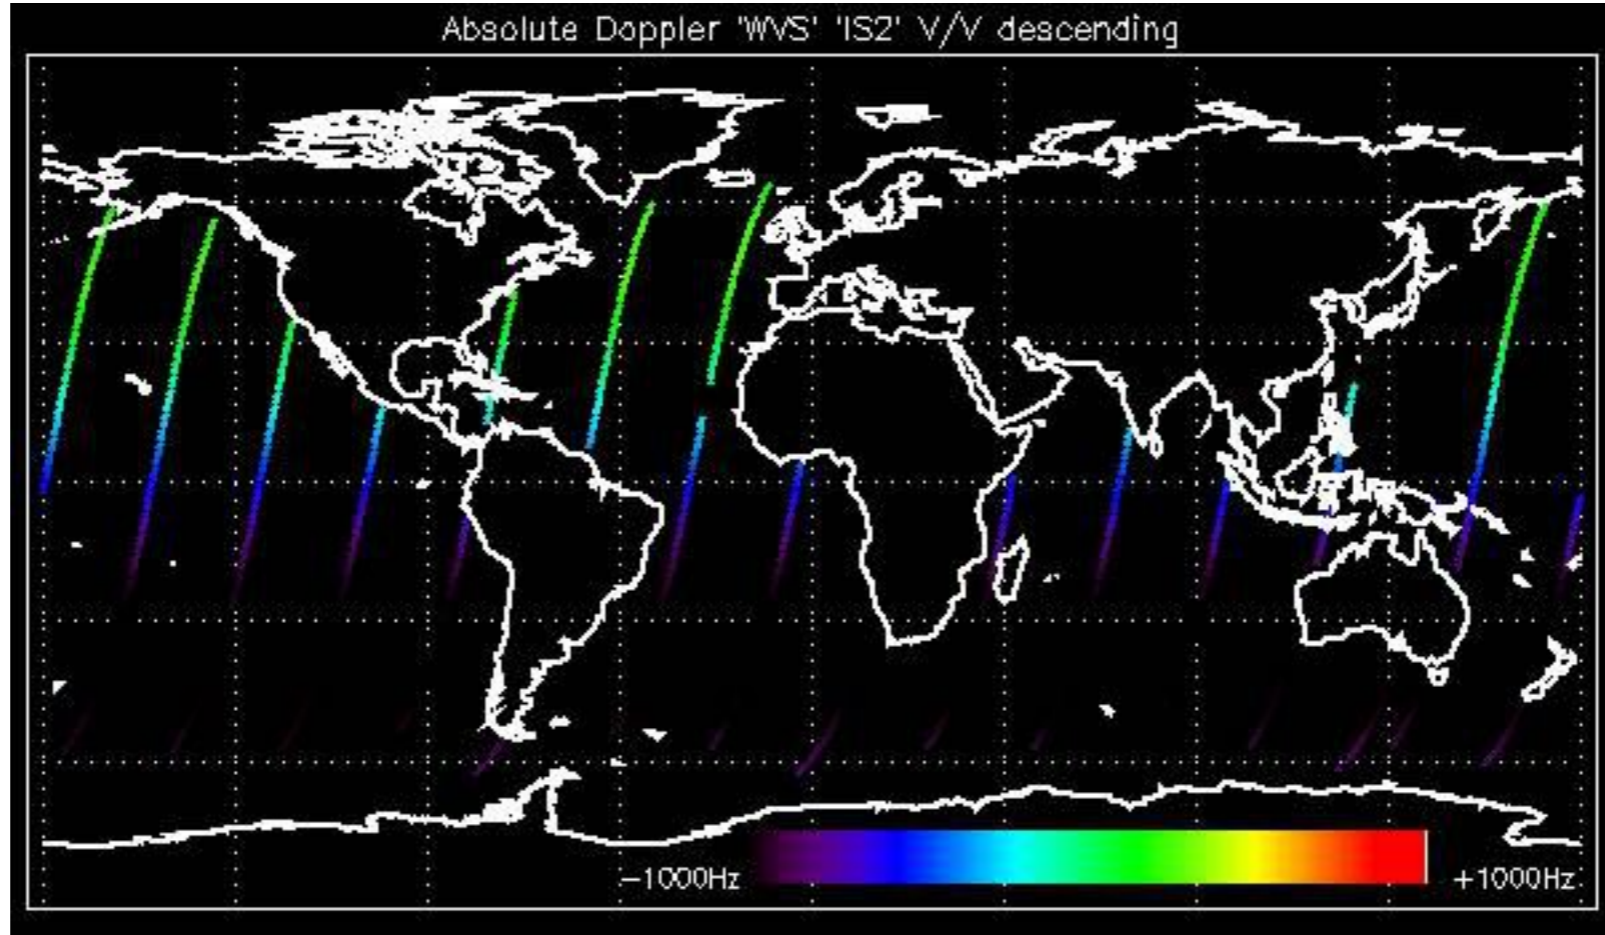 Absolute Doppler 'WVS' 'IS2' V/V descending
−1000Hz
+1000Hz